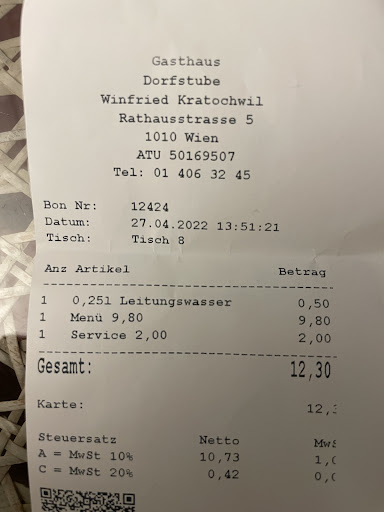 Gasthaus
Dorfstube
Winfried Kratochwil
Rathausstrasse 5
1010 Wien
ATU 50169507
Tel: 01 406 32 45
Bon Nr: 12424
Datum: 27.04.2022 13:51:21
Tisch: Tisch 8
Anz Artikel Betrag
1 0,25l Leitungswasser 0,50
1 Menü 9,80 9,80
1 Service 2,00 2,00
Gesamt: 12,30
Karte:
Steuersatz Netto MwS
A = MwSt 10% 10,73
C = MwSt 20% 0,42